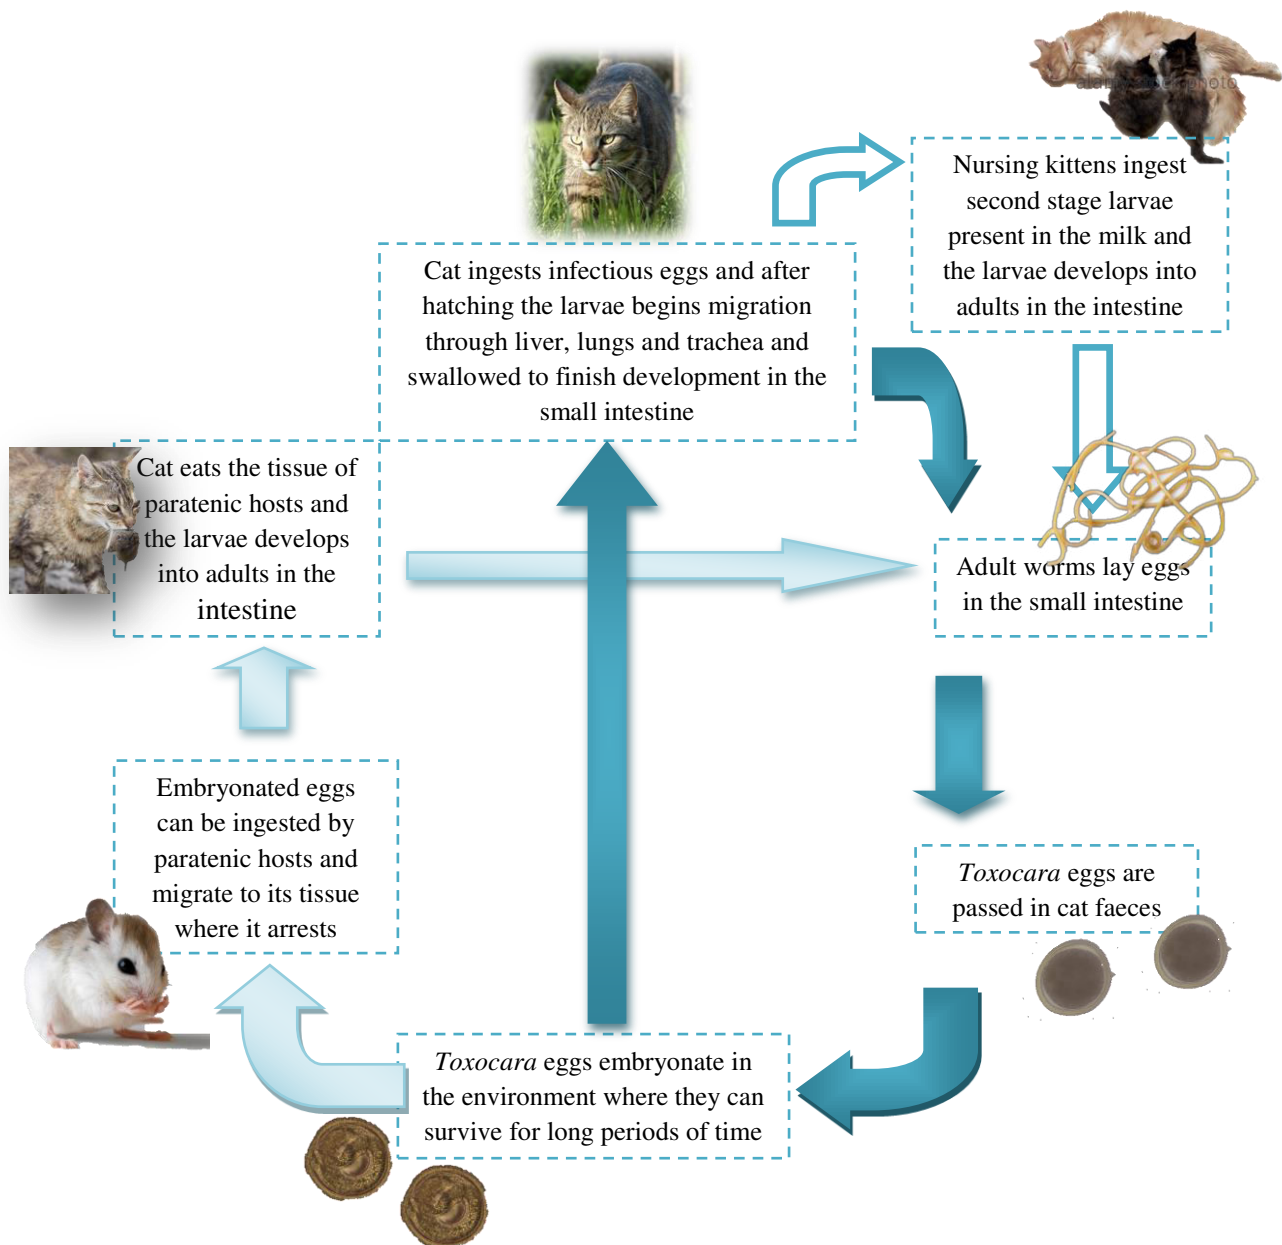 alamy stock photo
Nursing kittens ingest
second stage larvae
present in the milk and
the larvae develops into
adults in the intestine
Cat ingests infectious eggs and after
hatching the larvae begins migration
through liver, lungs and trachea and
swallowed to finish development in the
small intestine
Cat eats the tissue of
paratenic hosts and
the larvae develops
into adults in the
intestine
Adult worms lay eggs
in the small intestine
Embryonated eggs
can be ingested by
paratenic hosts and
migrate to its tissue
where it arrests
Toxocara eggs are
passed in cat faeces
Toxocara eggs embryonate in
the environment where they can
survive for long periods of time